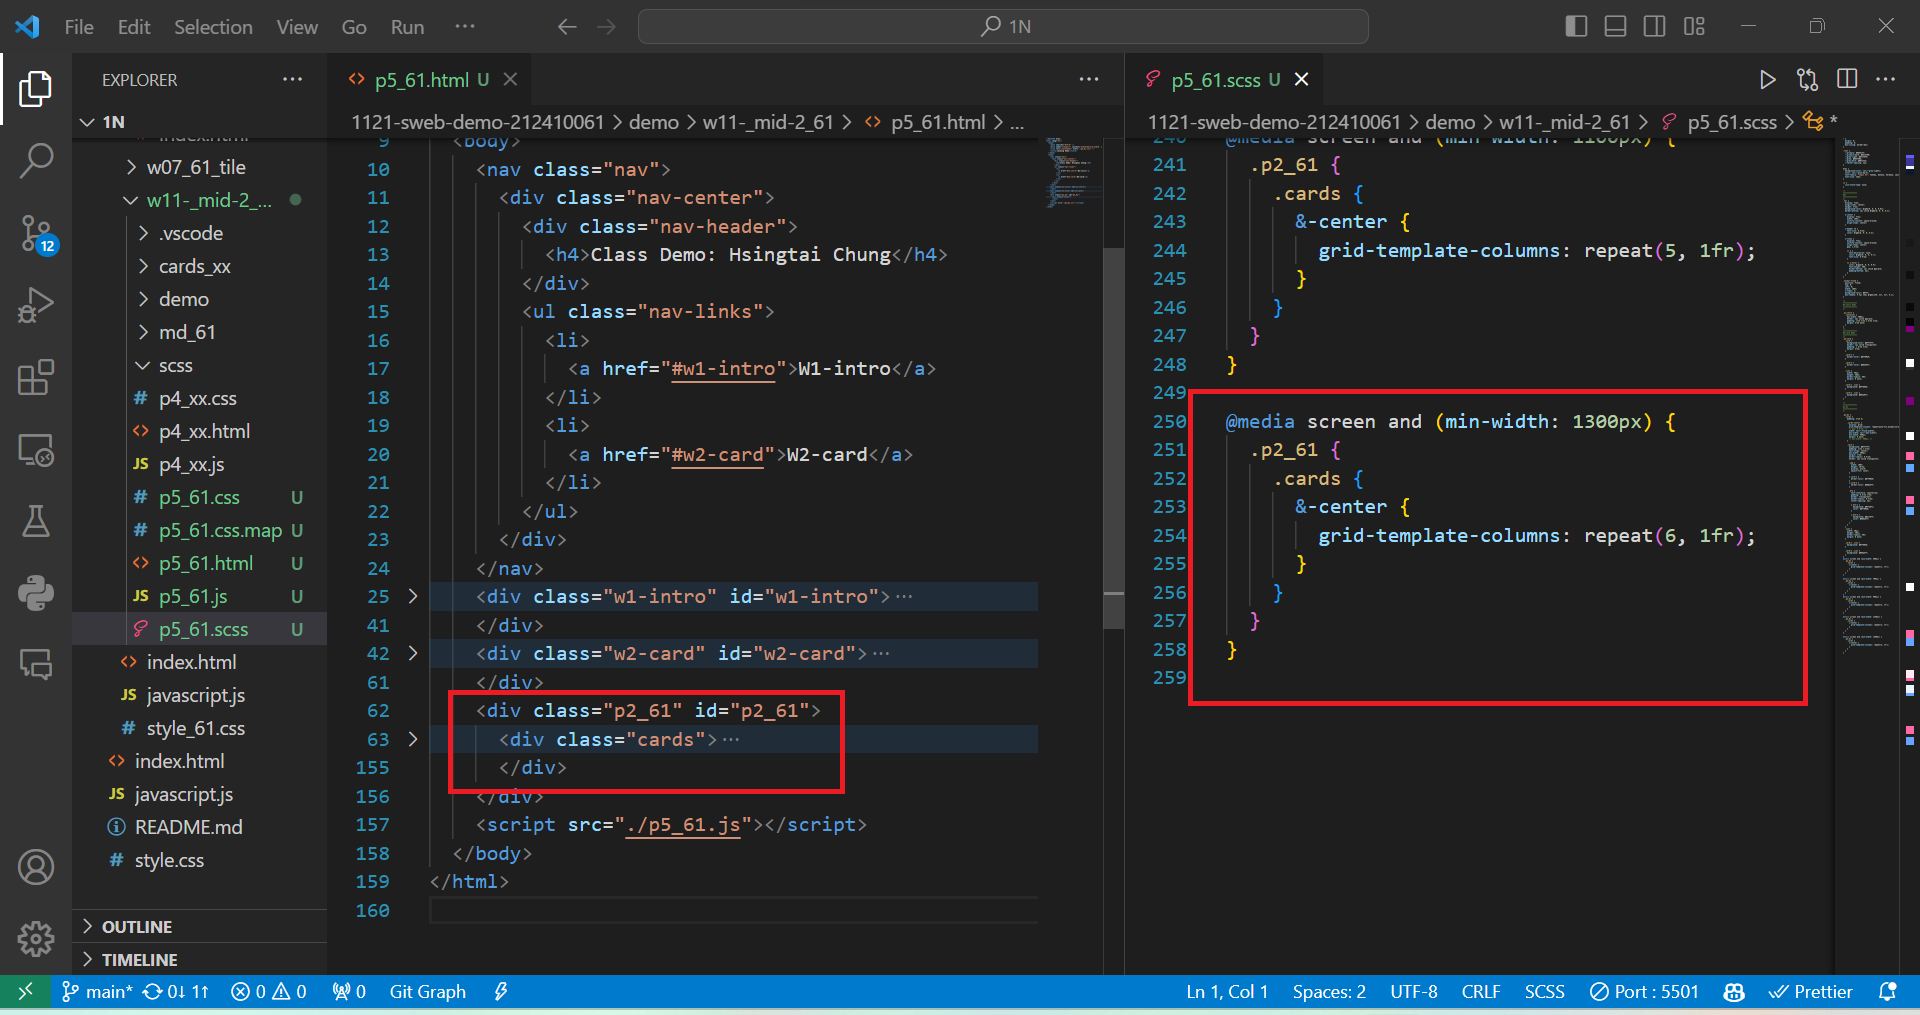 File Edit Selection View Go Run ···
1N
EXPLORER ···
1N
index.html
w07_61_tile
w11-_mid-2_...
.vscode
cards_xx
demo
md_61
scss
# p4_xx.css
<> p4_xx.html
JS p4_xx.js
# p5_61.css U
# p5_61.css.map U
<> p5_61.html U
JS p5_61.js U
p5_61.scss U
<> index.html
JS javascript.js
# style_61.css
<> index.html
JS javascript.js
README.md
# style.css
OUTLINE
TIMELINE
12
<> p5_61.html U
1121-sweb-demo-212410061 > demo > w11-_mid-2_61 > <> p5_61.html > ...
9 <body>
10 <nav class="nav">
11 <div class="nav-center">
12 <div class="nav-header">
13 <h4>Class Demo: Hsingtai Chung</h4>
14 </div>
15 <ul class="nav-links">
16 <li>
17 <a href="#w1-intro">W1-intro</a>
18 </li>
19 <li>
20 <a href="#w2-card">W2-card</a>
21 </li>
22 </ul>
23 </div>
24 </nav>
25 <div class="w1-intro" id="w1-intro">···
41 </div>
42 <div class="w2-card" id="w2-card">···
61 </div>
62 <div class="p2_61" id="p2_61">
63 <div class="cards">···
155 </div>
156 </div>
157 <script src="./p5_61.js"></script>
158 </body>
159 </html>
160
p5_61.scss U
1121-sweb-demo-212410061 > demo > w11-_mid-2_61 > p5_61.scss > *
240 @media screen and (min-width: 1100px) {
241 .p2_61 {
242 .cards {
243 &-center {
244 grid-template-columns: repeat(5, 1fr);
245 }
246 }
247 }
248 }
249
250 @media screen and (min-width: 1300px) {
251 .p2_61 {
252 .cards {
253 &-center {
254 grid-template-columns: repeat(6, 1fr);
255 }
256 }
257 }
258 }
259
main* 0↓ 1↑ 0 0 0 Git Graph
Ln 1, Col 1 Spaces: 2 UTF-8 CRLF SCSS Port : 5501 Prettier